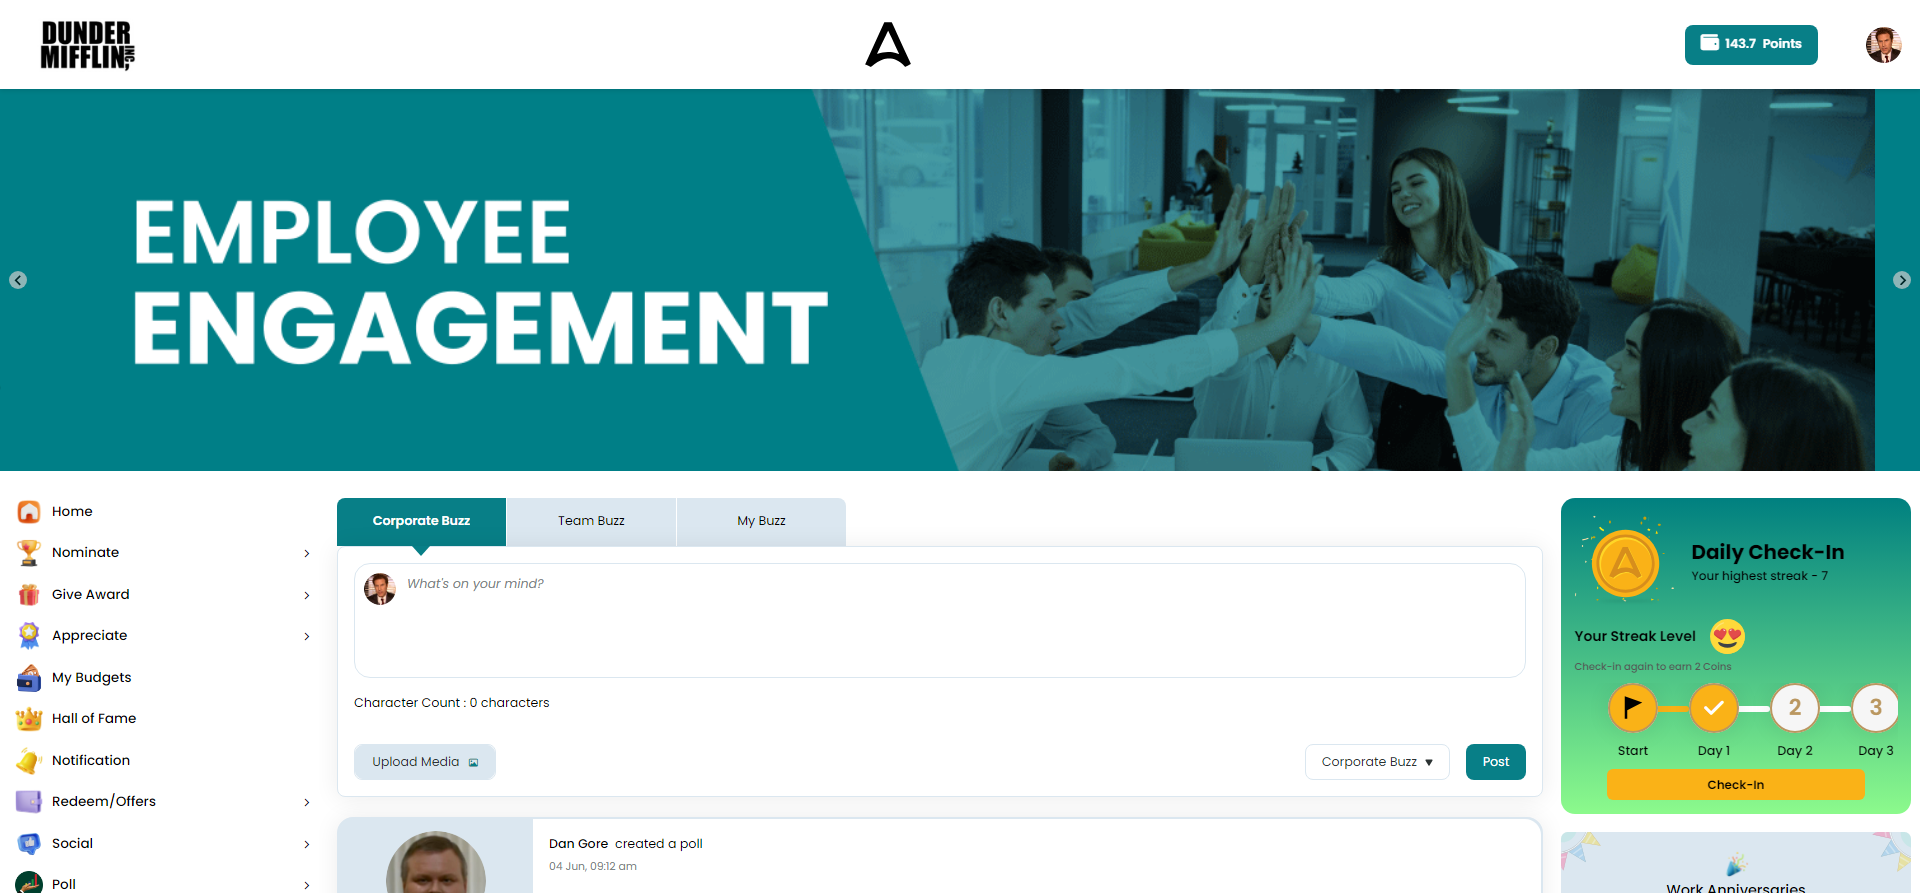 DUNDER
MIFFLIN INC,
143.7 Points
EMPLOYEE
ENGAGEMENT
Home
Nominate
Give Award
Appreciate
My Budgets
Hall of Fame
Notification
Redeem/Offers
Social
Poll
Corporate Buzz
Team Buzz
My Buzz
What's on your mind?
Character Count : 0 characters
Upload Media
Corporate Buzz ▼
Post
Dan Gore created a poll
04 Jun, 09:12 am
Daily Check-In
Your highest streak - 7
Your Streak Level
Check-in again to earn 2 Coins
2
3
Start
Day 1
Day 2
Day 3
Check-In
Work Anniversaries